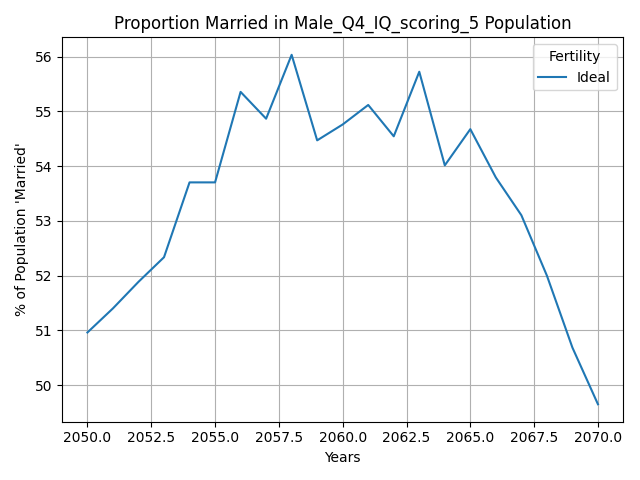 Proportion Married in Male_Q4_IQ_scoring_5 Population
Fertility
Ideal
% of Population 'Married'
56
55
54
53
52
51
50
2050.0 2052.5 2055.0 2057.5 2060.0 2062.5 2065.0 2067.5 2070.0
Years